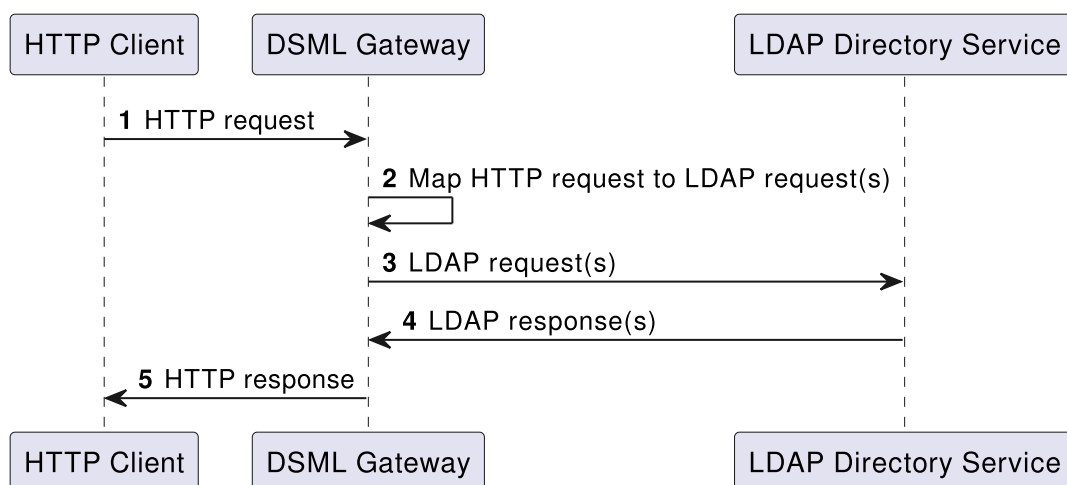 HTTP Client
DSML Gateway
LDAP Directory Service
1 HTTP request
2 Map HTTP request to LDAP request(s)
3 LDAP request(s)
4 LDAP response(s)
5 HTTP response
HTTP Client
DSML Gateway
LDAP Directory Service